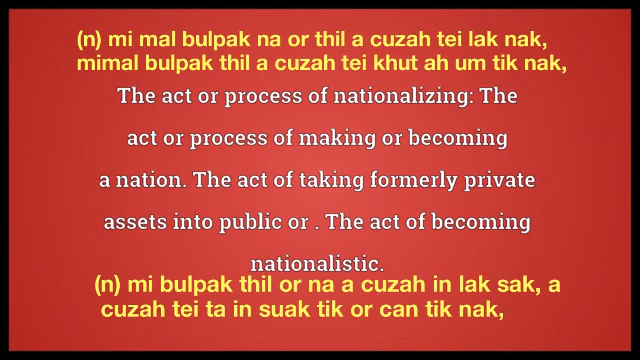 (n) mi mal bulpak na or thil a cuzah tei lak nak,
mimal bulpak thil a cuzah tei khut ah um tik nak,
The act or process of nationalizing: The
act or process of making or becoming
a nation. The act of taking formerly private
assets into public or . The act of becoming
nationalistic.
(n) mi bulpak thil or na a cuzah in lak sak, a
cuzah tei ta in suak tik or can tik nak,